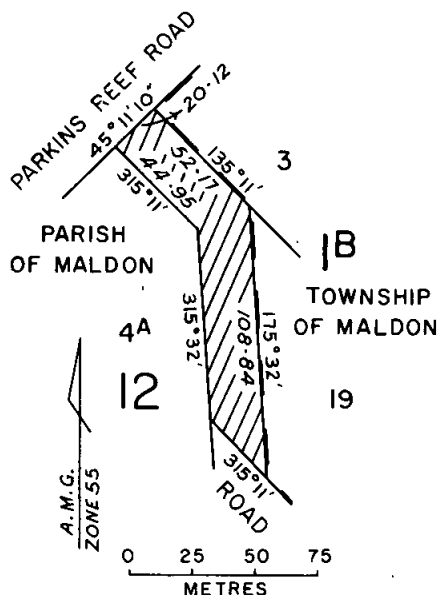 PARKINS REEF ROAD
45°11'10"
20·12
52·17
44·95
135°11'
3
315°11'
PARISH
OF MALDON
1B
TOWNSHIP
OF MALDON
4A
12
315°32'
108·84
175°32'
19
315°11'
ROAD
A.M.G.
ZONE 55
0 25 50 75
METRES